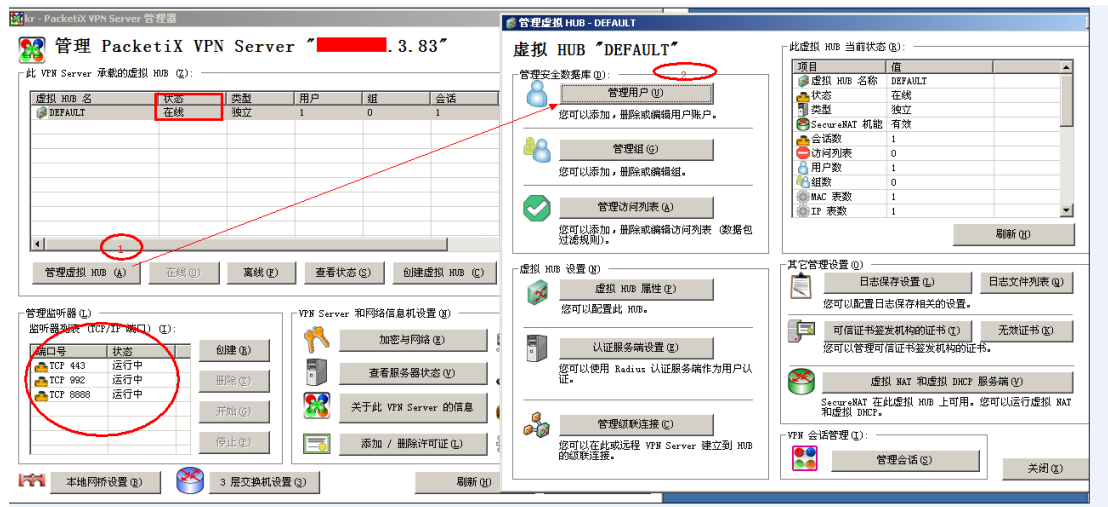 kr - PacketiX VPN Server 管理器
管理 PacketiX VPN Server "
.3.83"
此 VPN Server 承载的虚拟 HUB (Z):
虚拟 HUB 名 状态 类型 用户 组 会话
DEFAULT 在线 独立 1 0 1
1
管理虚拟 HUB (A) 在线(O) 离线(F) 查看状态(S) 创建虚拟 HUB (C)
管理监听器(L)
监听器列表 (TCP/IP 端口) (I):
端口号 状态
TCP 443 运行中
TCP 992 运行中
TCP 8888 运行中
创建(R)
删除(T)
开始(G)
停止(P)
VPN Server 和网络信息机设置(N)
加密与网络(E)
查看服务器状态(V)
关于此 VPN Server 的信息
添加 / 删除许可证(L)
本地网桥设置(B) 3 层交换机设置(3) 刷新(H)
管理虚拟 HUB - DEFAULT
虚拟 HUB "DEFAULT"
管理安全数据库(D):
2
管理用户(U)
您可以添加，删除或编辑用户账户。
管理组(G)
您可以添加，删除或编辑组。
管理访问列表(A)
您可以添加，删除或编辑访问列表 (数据包
过滤规则)。
虚拟 HUB 设置(N)
虚拟 HUB 属性(P)
您可以配置此 HUB。
认证服务端设置(E)
您可以使用 Radius 认证服务端作为用户认
证。
管理级联连接(C)
您可以在此或远程 VPN Server 建立到 HUB
的级联连接。
此虚拟 HUB 当前状态(R):
项目 值
虚拟 HUB 名称 DEFAULT
状态 在线
类型 独立
SecureNAT 机能 有效
会话数 1
访问列表 0
用户数 1
组数 0
MAC 表数 1
IP 表数 1
刷新(H)
其它管理设置(O)
日志保存设置(L) 日志文件列表(Q)
您可以配置日志保存相关的设置。
可信证书签发机构的证书(T) 无效证书(K)
您可以管理可信证书签发机构的证书。
虚拟 NAT 和虚拟 DHCP 服务端(V)
SecureNAT 在此虚拟 HUB 上可用。您可以运行虚拟 NAT
和虚拟 DHCP。
VPN 会话管理(I):
管理会话(S)
关闭(X)